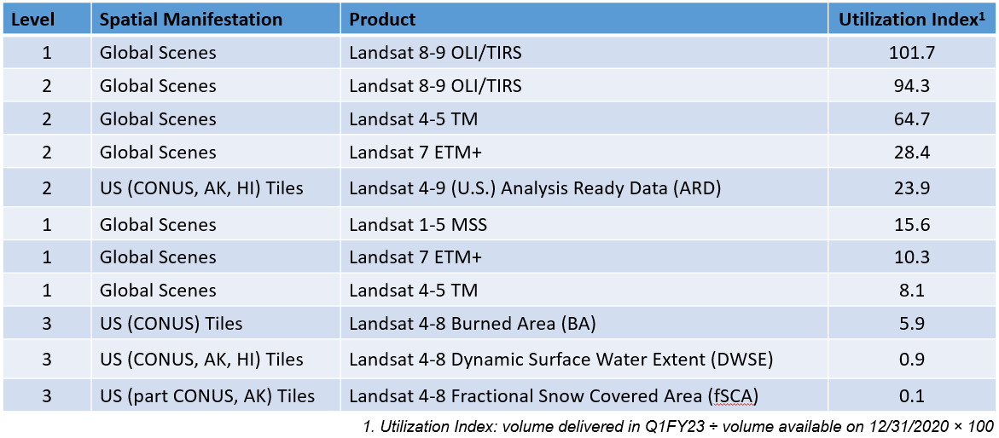 Level Spatial Manifestation Product Utilization Index¹
1 Global Scenes Landsat 8-9 OLI/TIRS 101.7
2 Global Scenes Landsat 8-9 OLI/TIRS 94.3
2 Global Scenes Landsat 4-5 TM 64.7
2 Global Scenes Landsat 7 ETM+ 28.4
2 US (CONUS, AK, HI) Tiles Landsat 4-9 (U.S.) Analysis Ready Data (ARD) 23.9
1 Global Scenes Landsat 1-5 MSS 15.6
1 Global Scenes Landsat 7 ETM+ 10.3
1 Global Scenes Landsat 4-5 TM 8.1
3 US (CONUS) Tiles Landsat 4-8 Burned Area (BA) 5.9
3 US (CONUS, AK, HI) Tiles Landsat 4-8 Dynamic Surface Water Extent (DWSE) 0.9
3 US (part CONUS, AK) Tiles Landsat 4-8 Fractional Snow Covered Area (fSCA) 0.1
1. Utilization Index: volume delivered in Q1FY23 ÷ volume available on 12/31/2020 × 100